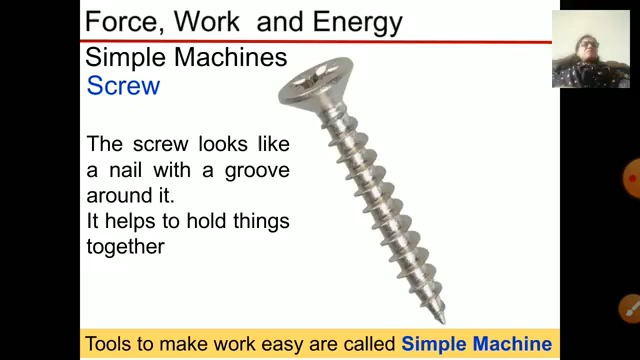 Force, Work and Energy
Simple Machines
Screw
The screw looks like
a nail with a groove
around it.
It helps to hold things
together
Tools to make work easy are called Simple Machine